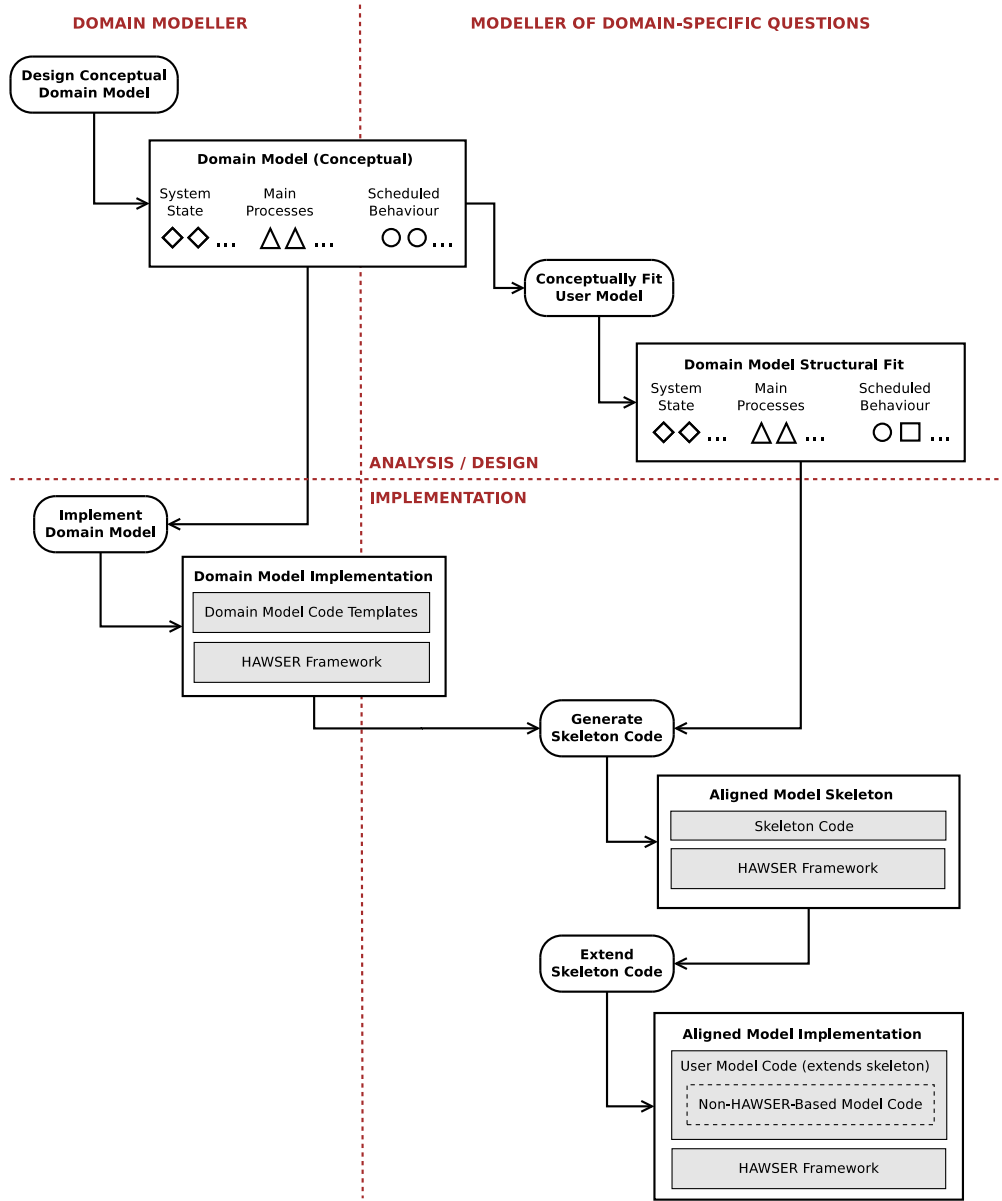 DOMAIN MODELLER
MODELLER OF DOMAIN-SPECIFIC QUESTIONS
Design Conceptual
Domain Model
Domain Model (Conceptual)
System
State
...
Main
Processes
...
Scheduled
Behaviour
...
Conceptually Fit
User Model
Domain Model Structural Fit
System
State
...
Main
Processes
...
Scheduled
Behaviour
...
ANALYSIS / DESIGN
IMPLEMENTATION
Implement
Domain Model
Domain Model Implementation
Domain Model Code Templates
HAWSER Framework
Generate
Skeleton Code
Aligned Model Skeleton
Skeleton Code
HAWSER Framework
Extend
Skeleton Code
Aligned Model Implementation
User Model Code (extends skeleton)
Non-HAWSER-Based Model Code
HAWSER Framework